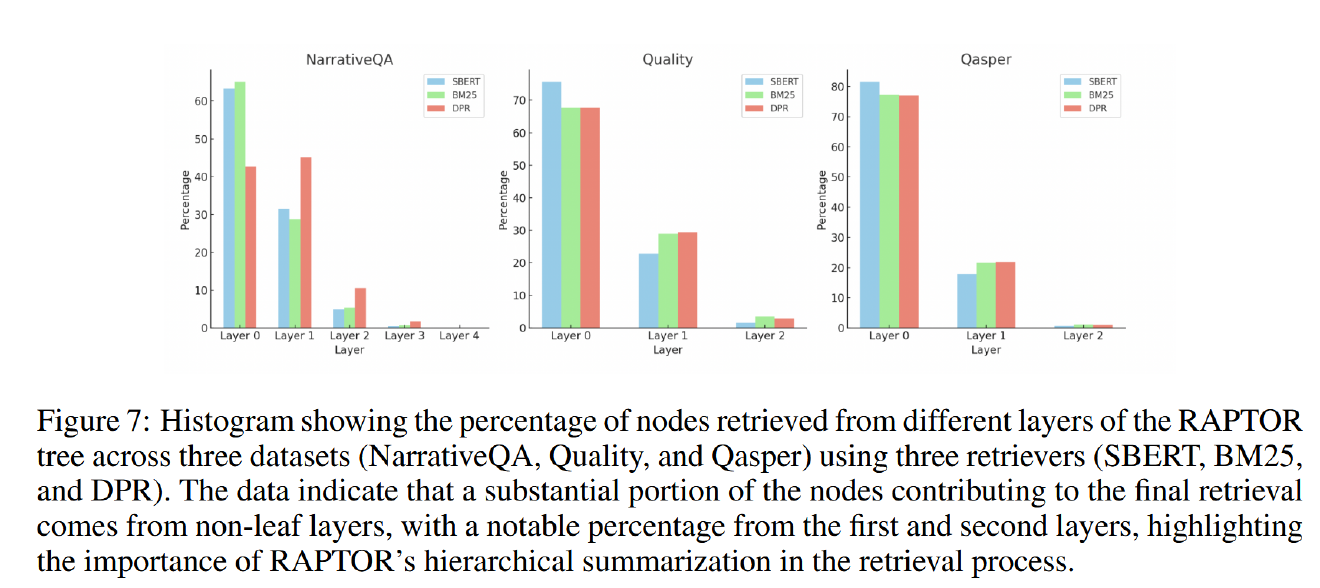 NarrativeQA
SBERT
BM25
DPR
60
50
40
30
20
10
0
Percentage
Layer 0 Layer 1 Layer 2 Layer 3 Layer 4
Layer
Quality
SBERT
BM25
DPR
70
60
50
40
30
20
10
0
Percentage
Layer 0 Layer 1 Layer 2
Layer
Qasper
SBERT
BM25
DPR
80
70
60
50
40
30
20
10
0
Percentage
Layer 0 Layer 1 Layer 2
Layer
Figure 7: Histogram showing the percentage of nodes retrieved from different layers of the RAPTOR
tree across three datasets (NarrativeQA, Quality, and Qasper) using three retrievers (SBERT, BM25,
and DPR). The data indicate that a substantial portion of the nodes contributing to the final retrieval
comes from non-leaf layers, with a notable percentage from the first and second layers, highlighting
the importance of RAPTOR's hierarchical summarization in the retrieval process.